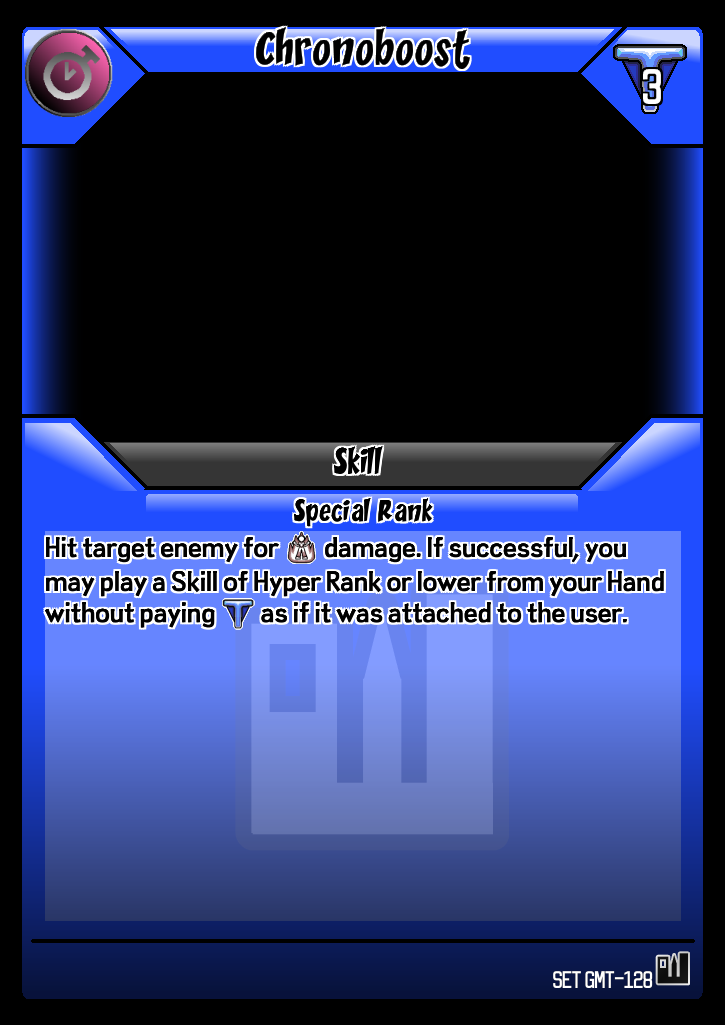 Chronoboost
3
Skill
Special Rank
Hit target enemy for damage. If successful, you
may play a Skill of Hyper Rank or lower from your Hand
without paying as if it was attached to the user.
SET GMT-128